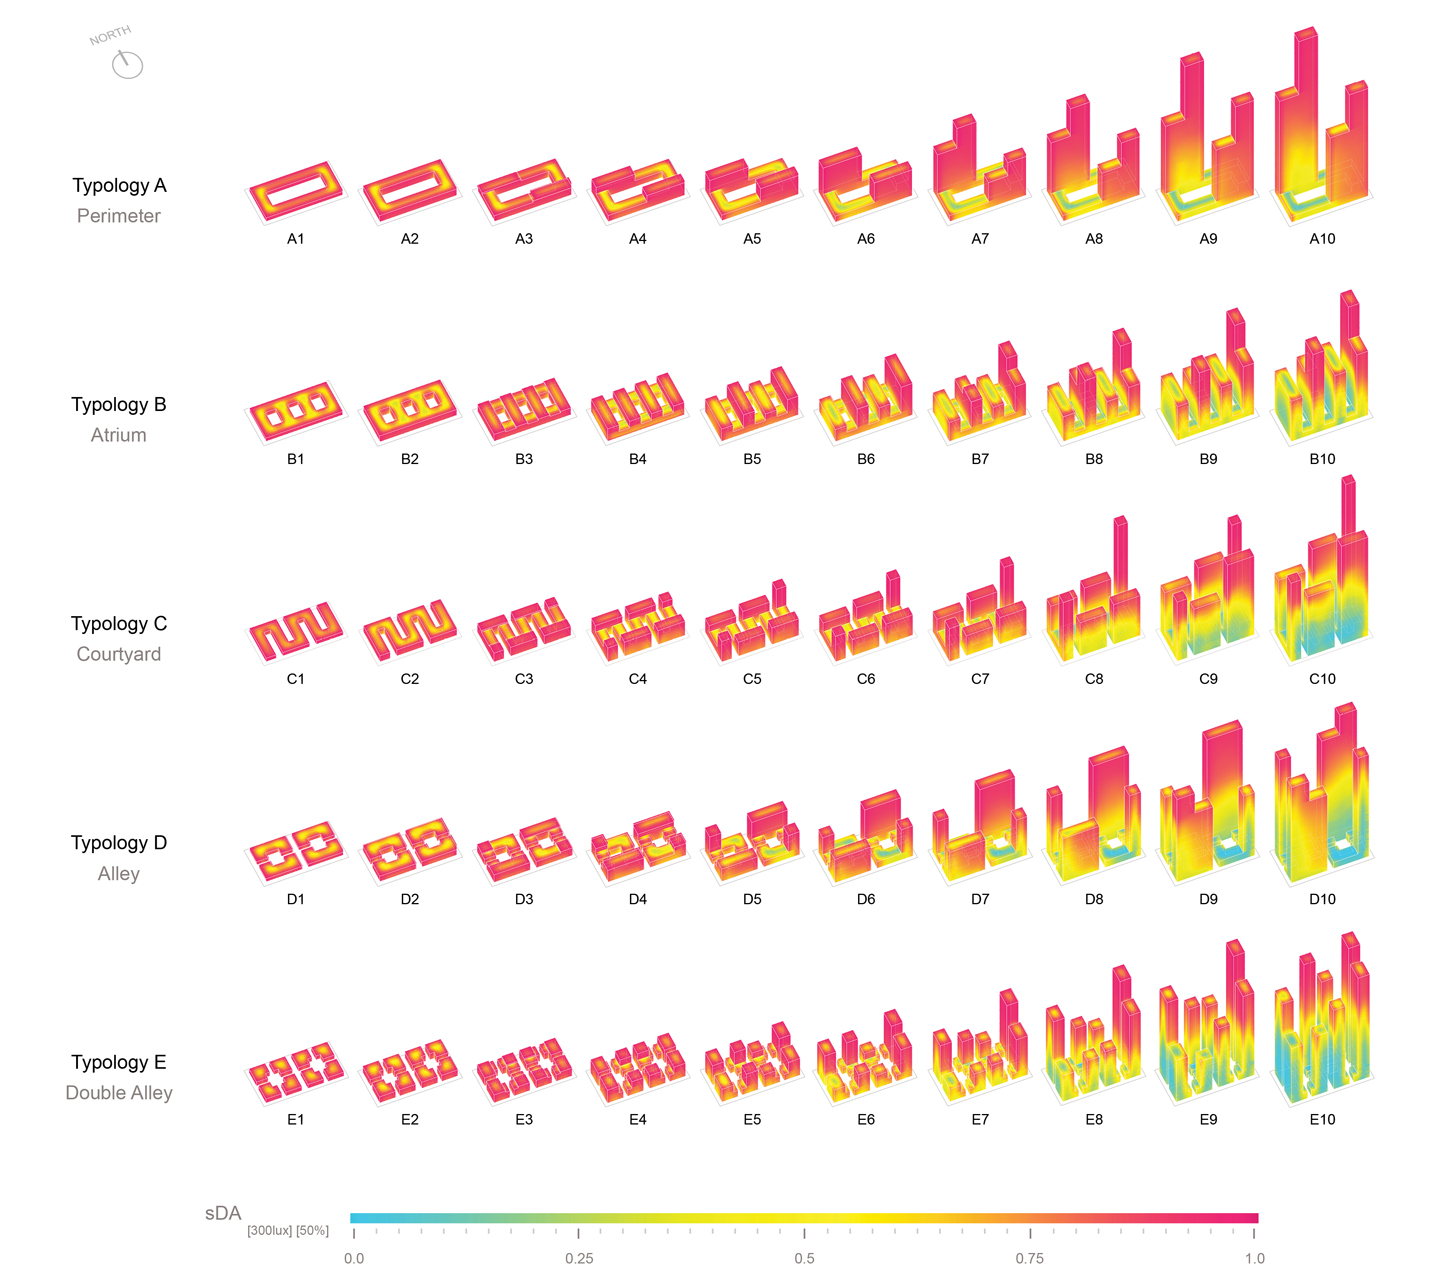 NORTH
Typology A
Perimeter
A1 A2 A3 A4 A5 A6 A7 A8 A9 A10
Typology B
Atrium
B1 B2 B3 B4 B5 B6 B7 B8 B9 B10
Typology C
Courtyard
C1 C2 C3 C4 C5 C6 C7 C8 C9 C10
Typology D
Alley
D1 D2 D3 D4 D5 D6 D7 D8 D9 D10
Typology E
Double Alley
E1 E2 E3 E4 E5 E6 E7 E8 E9 E10
sDA
[300lux] [50%]
0.0 0.25 0.5 0.75 1.0